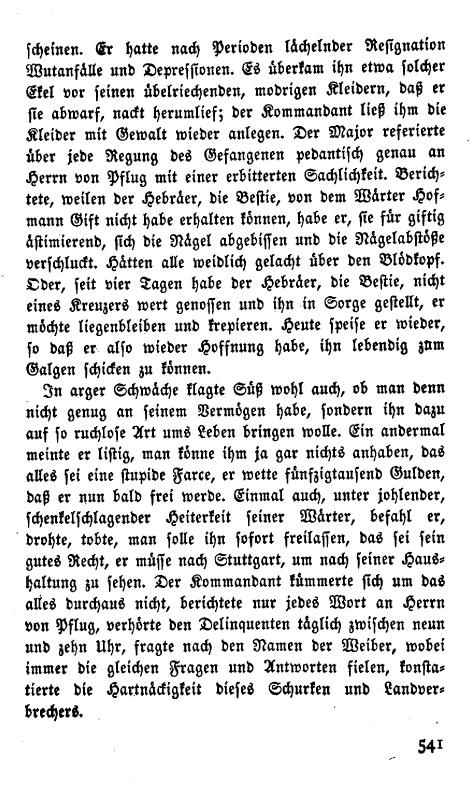 scheinen. Er hatte nach Perioden lächelnder Resignation
Wutanfälle und Depressionen. Es überkam ihn etwa solcher
Ekel vor seinen übelriechenden, modrigen Kleidern, daß er
sie abwarf, nackt herumlief; der Kommandant ließ ihm die
Kleider mit Gewalt wieder anlegen. Der Major referierte
über jede Regung des Gefangenen pedantisch genau an
Herrn von Pflug mit einer erbitterten Sachlichkeit. Berich-
tete, weilen der Hebräer, die Bestie, von dem Wärter Hof-
mann Gift nicht habe erhalten können, habe er, sie für giftig
ästimierend, sich die Nägel abgebissen und die Nägelabstöße
verschluckt. Hätten alle weidlich gelacht über den Blödkopf.
Oder, seit vier Tagen habe der Hebräer, die Bestie, nicht
eines Kreuzers wert genossen und ihn in Sorge gestellt, er
möchte liegenbleiben und krepieren. Heute speise er wieder,
so daß er also wieder Hoffnung habe, ihn lebendig zum
Galgen schicken zu können.
In arger Schwäche klagte Süß wohl auch, ob man denn
nicht genug an seinem Vermögen habe, sondern ihn dazu
auf so ruchlose Art ums Leben bringen wolle. Ein andermal
meinte er listig, man könne ihm ja gar nichts anhaben, das
alles sei eine stupide Farce, er wette fünfzigtausend Gulden,
daß er nun bald frei werde. Einmal auch, unter johlender,
schenkelschlagender Heiterkeit seiner Wärter, befahl er,
drohte, tobte, man solle ihn sofort freilassen, das sei sein
gutes Recht, er müsse nach Stuttgart, um nach seiner Haus-
haltung zu sehen. Der Kommandant kümmerte sich um das
alles durchaus nicht, berichtete nur jedes Wort an Herrn
von Pflug, verhörte den Delinquenten täglich zwischen neun
und zehn Uhr, fragte nach den Namen der Weiber, wobei
immer die gleichen Fragen und Antworten fielen, konsta-
tierte die Hartnäckigkeit dieses Schurken und Landver-
brechers.
541